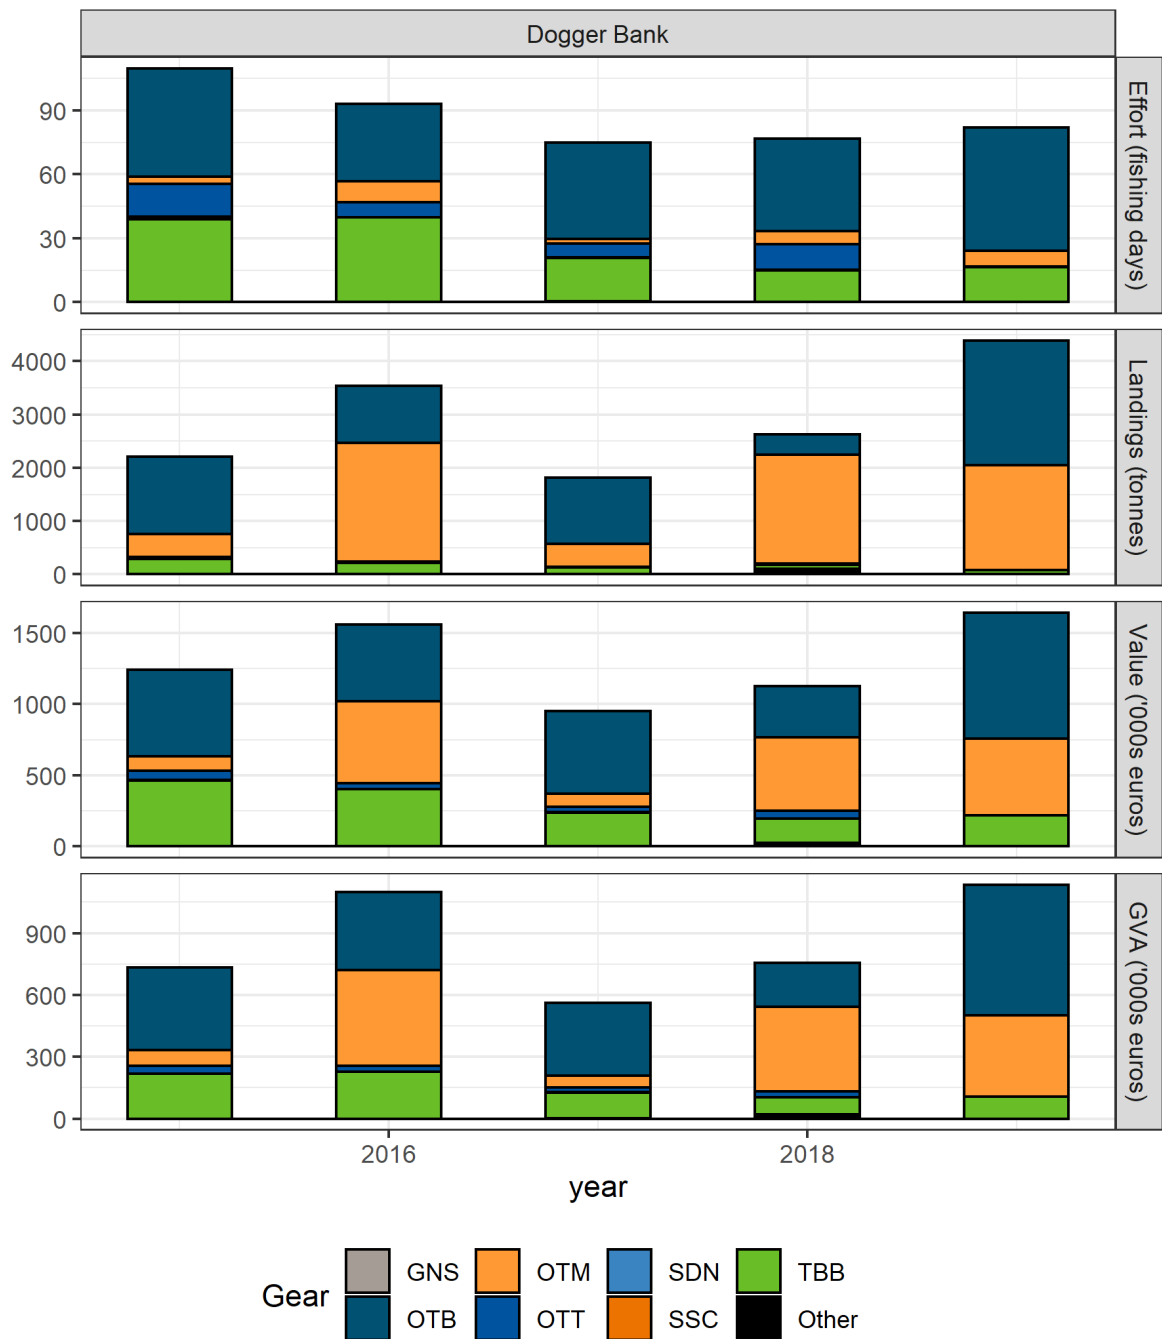 Dogger Bank
90
60
30
0
Effort (fishing days)
4000
3000
2000
1000
0
Landings (tonnes)
1500
1000
500
0
Value ('000s euros)
900
600
300
0
GVA ('000s euros)
2016 2018
year
Gear
GNS OTM SDN TBB
OTB OTT SSC Other